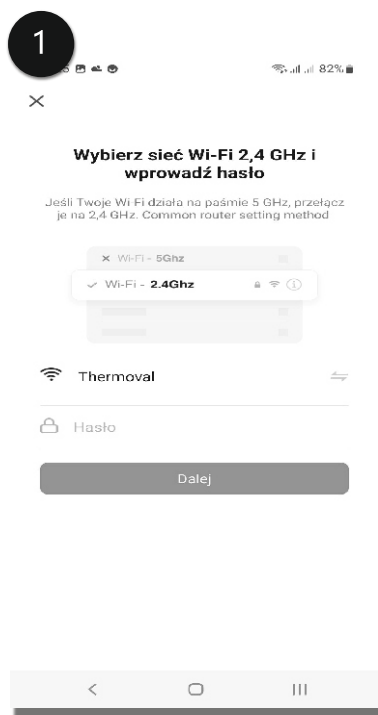 1
82%
Wybierz sieć Wi-Fi 2,4 GHz i
wprowadź hasło
Jeśli Twoje Wi-Fi działa na paśmie 5 GHz, przełącz
je na 2,4 GHz. Common router setting method
Wi-Fi - 5Ghz
Wi-Fi - 2.4Ghz
Thermoval
Hasło
Dalej